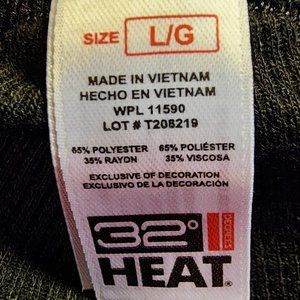 SIZE L/G
MADE IN VIETNAM
HECHO EN VIETNAM
WPL 11590
LOT # T208219
65% POLYESTER 65% POLIÉSTER
35% RAYON 35% VISCOSA
EXCLUSIVE OF DECORATION
EXCLUSIVO DE LA DECORACIÓN
32° DEGREES
HEAT®